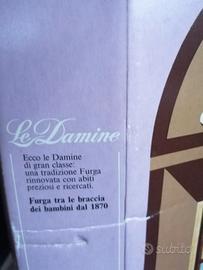 Le Damine
Ecco le Damine
di gran classe:
una tradizione Furga
rinnovata con abiti
preziosi e ricercati.
Furga tra le braccia
dei bambini dal 1870
subito